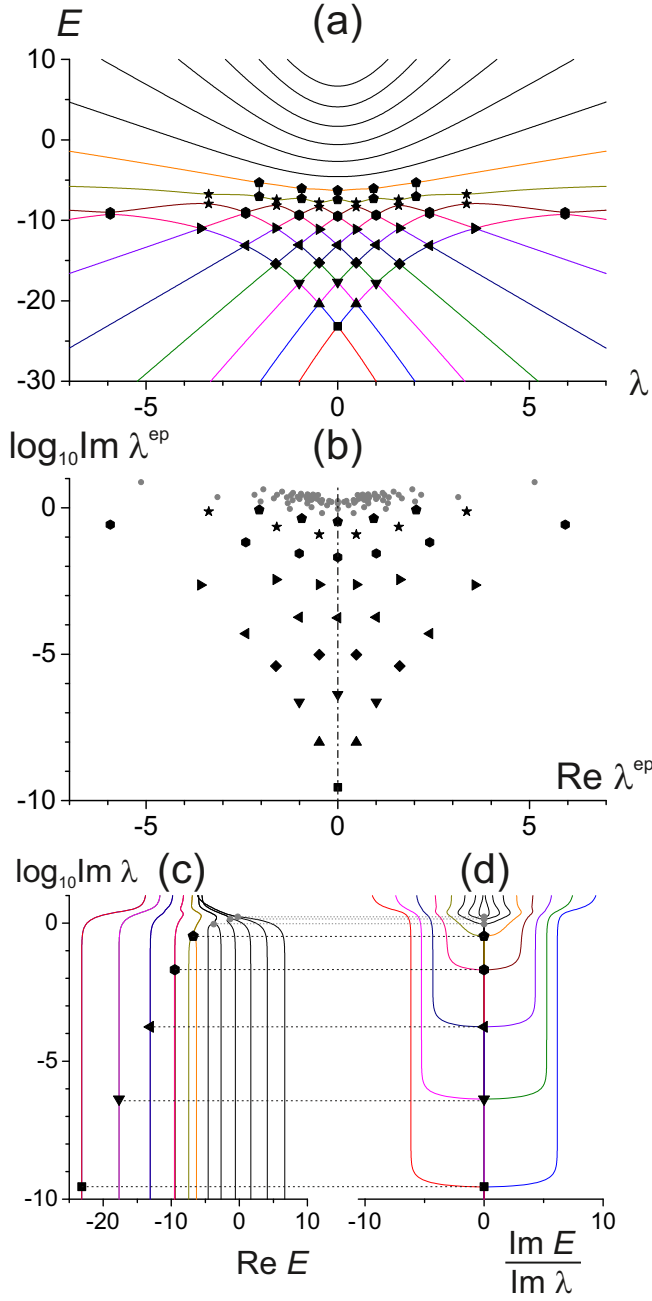 E (a)
10
0
-10
-20
-30
-5 0 5 λ
log₁₀Im λᵉᵖ (b)
0
-5
-10
-5 0 5
Re λᵉᵖ
log₁₀Im λ (c) (d)
0
-5
-10
-20 -10 0 10 -10 0 10
Re E
Im E
Im λ